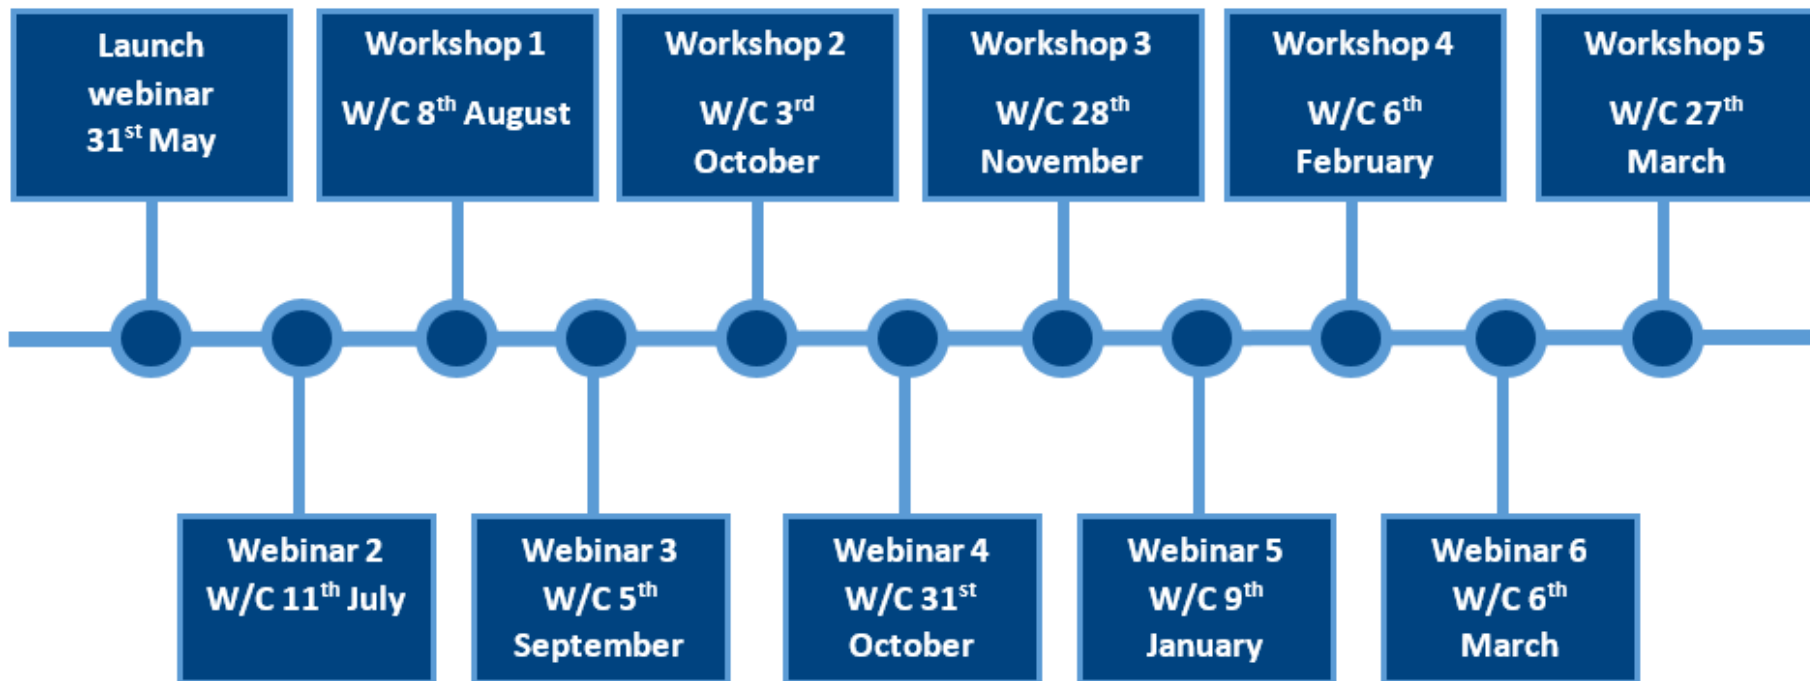 Launch
webinar
31st May
Workshop 1
W/C 8th August
Workshop 2
W/C 3rd
October
Workshop 3
W/C 28th
November
Workshop 4
W/C 6th
February
Workshop 5
W/C 27th
March
Webinar 2
W/C 11th July
Webinar 3
W/C 5th
September
Webinar 4
W/C 31st
October
Webinar 5
W/C 9th
January
Webinar 6
W/C 6th
March